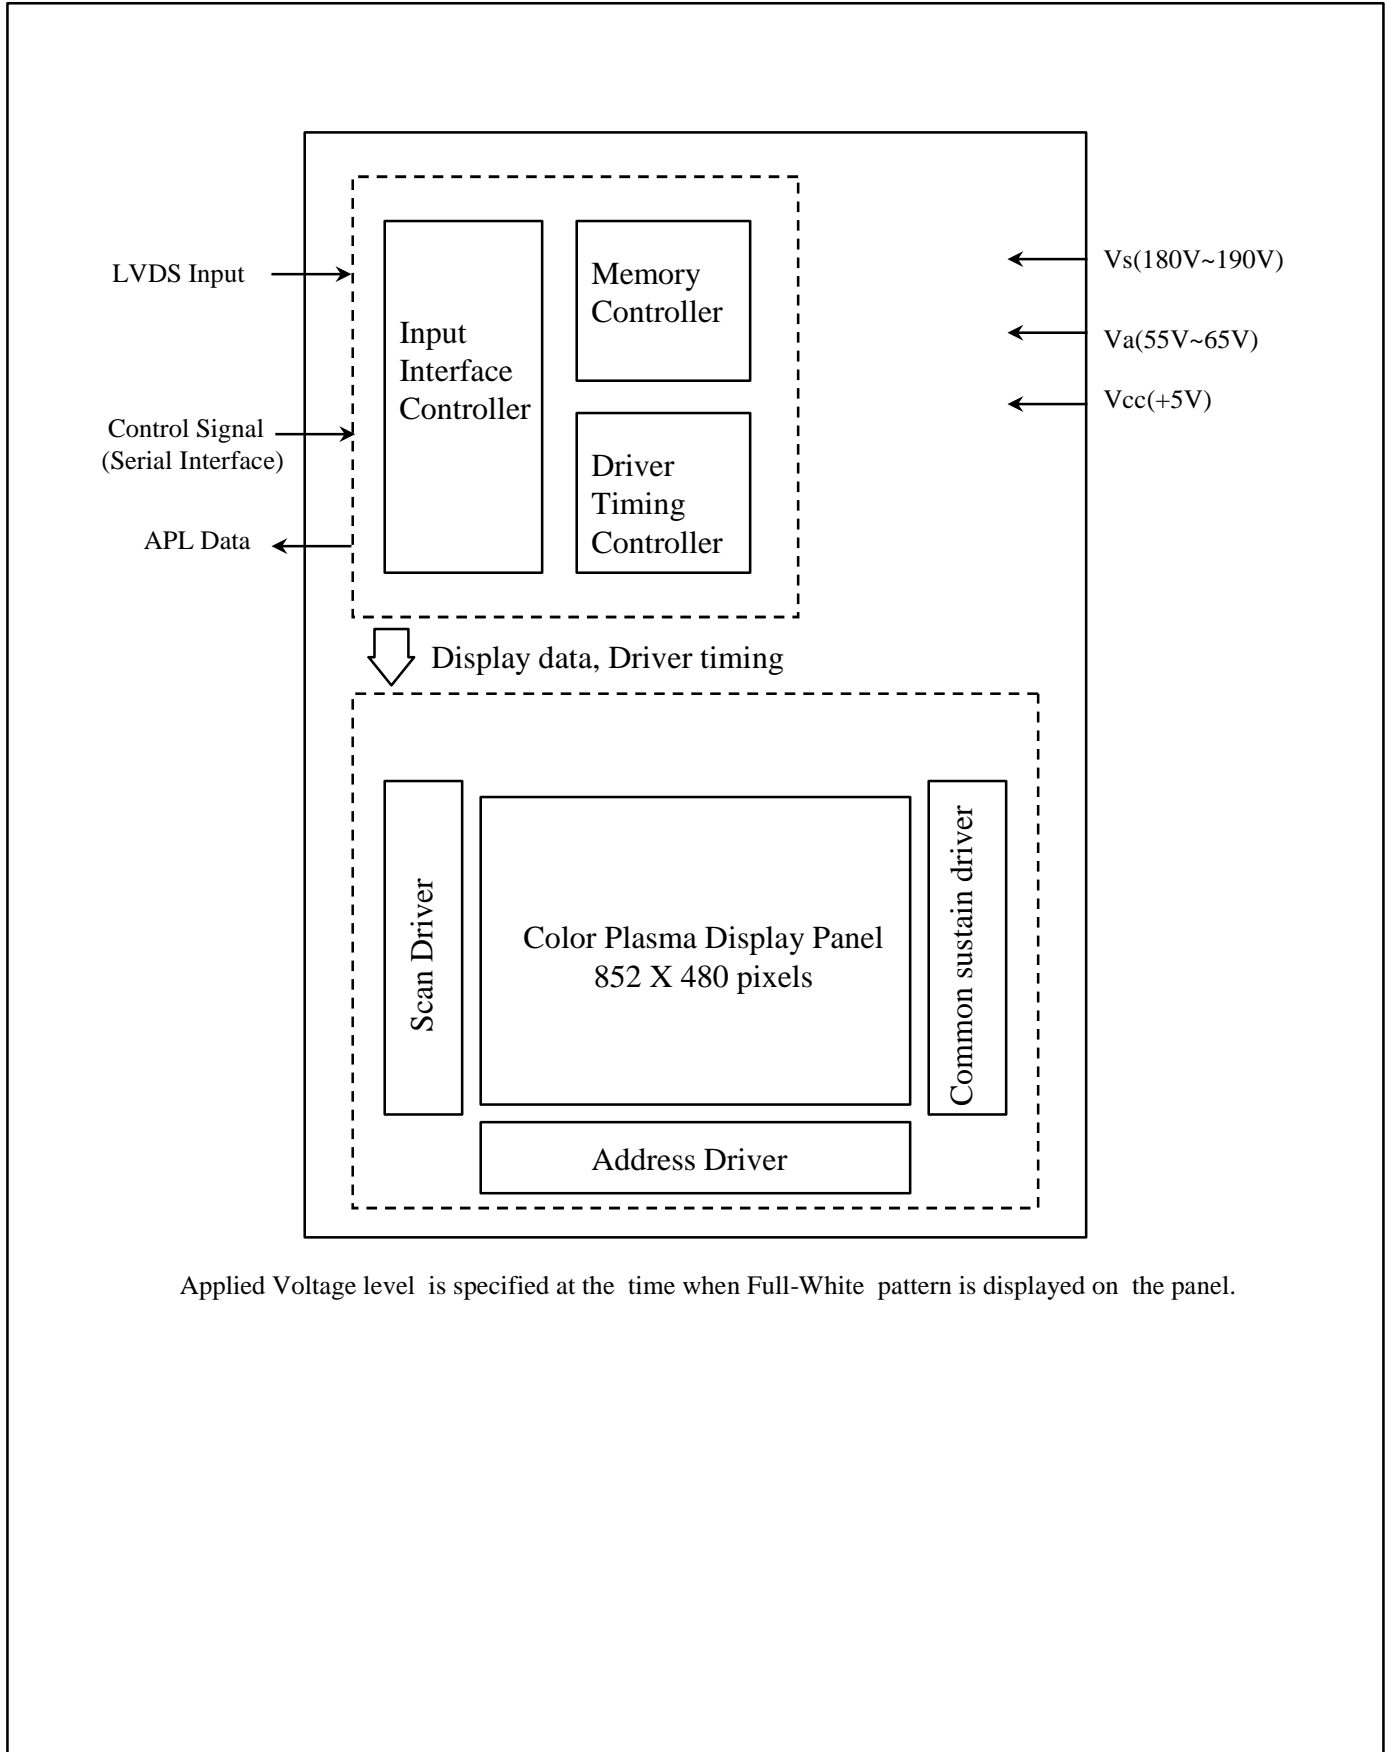 LVDS Input
Control Signal
(Serial Interface)
APL Data
Input
Interface
Controller
Memory
Controller
Driver
Timing
Controller
Vs(180V~190V)
Va(55V~65V)
Vcc(+5V)
Display data, Driver timing
Scan Driver
Color Plasma Display Panel
852 X 480 pixels
Common sustain driver
Address Driver
Applied Voltage level  is specified at the  time when Full-White  pattern is displayed on  the panel.